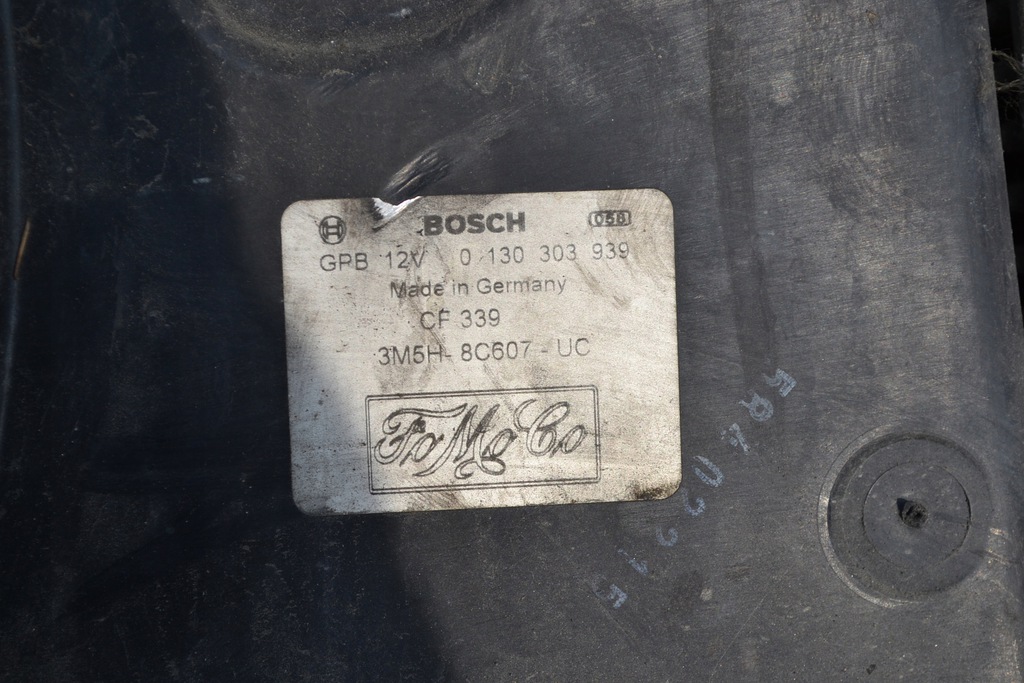 BOSCH 058
GPB 12V 0 130 303 939
Made in Germany
CF 339
3M5H- 8C607 - UC
FoMoCo